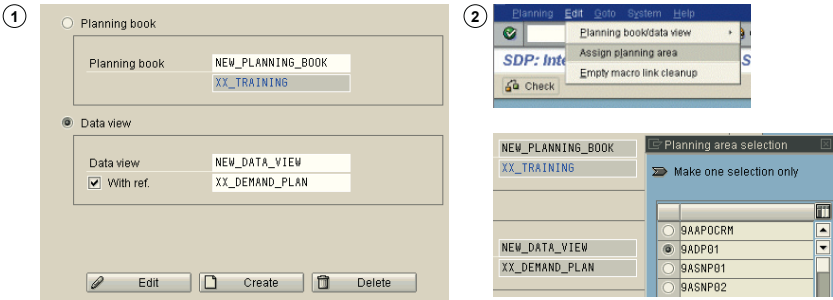 1
Planning book
Planning book
NEW_PLANNING_BOOK
XX_TRAINING
Data view
Data view
NEW_DATA_VIEW
With ref.
XX_DEMAND_PLAN
Edit
Create
Delete
2
Planning Edit Goto System Help
Planning book/data view
Assign planning area
Empty macro link cleanup
SDP: Inte
S
Check
NEW_PLANNING_BOOK
XX_TRAINING
NEW_DATA_VIEW
XX_DEMAND_PLAN
Planning area selection
Make one selection only
9AAPOCRM
9ADP01
9ASNP01
9ASNP02